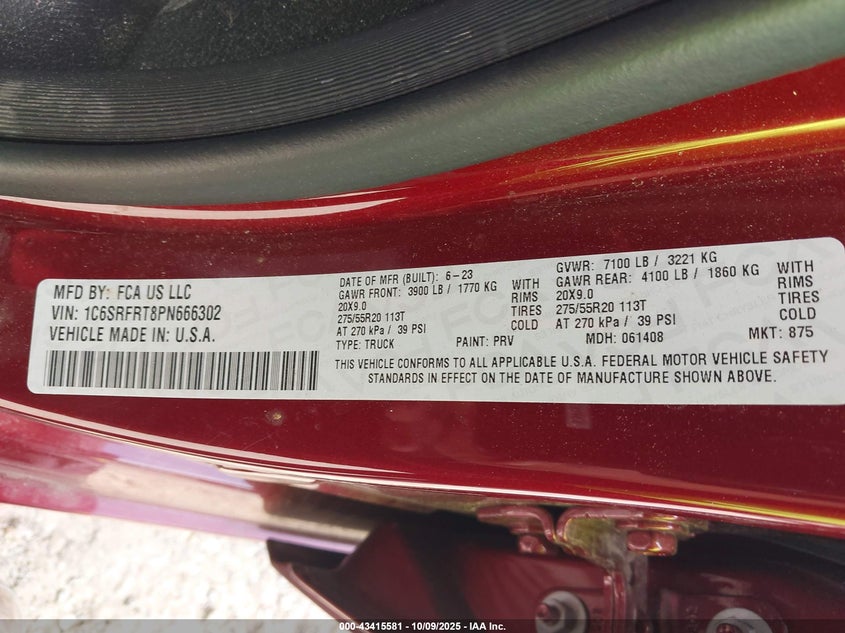 MFD BY: FCA US LLC
VIN: 1C6SRFRT8PN666302
VEHICLE MADE IN: U.S.A.
DATE OF MFR (BUILT): 6-23
GAWR FRONT: 3900 LB / 1770 KG WITH
20X9.0 RIMS
275/55R20 113T TIRES
AT 270 kPa / 39 PSI COLD
TYPE: TRUCK PAINT: PRV
GVWR: 7100 LB / 3221 KG
GAWR REAR: 4100 LB / 1860 KG WITH
20X9.0 RIMS
275/55R20 113T TIRES
AT 270 kPa / 39 PSI COLD
MDH: 061408 MKT: 875
THIS VEHICLE CONFORMS TO ALL APPLICABLE U.S.A. FEDERAL MOTOR VEHICLE SAFETY
STANDARDS IN EFFECT ON THE DATE OF MANUFACTURE SHOWN ABOVE.
000-43415581 - 10/09/2025 - IAA Inc.